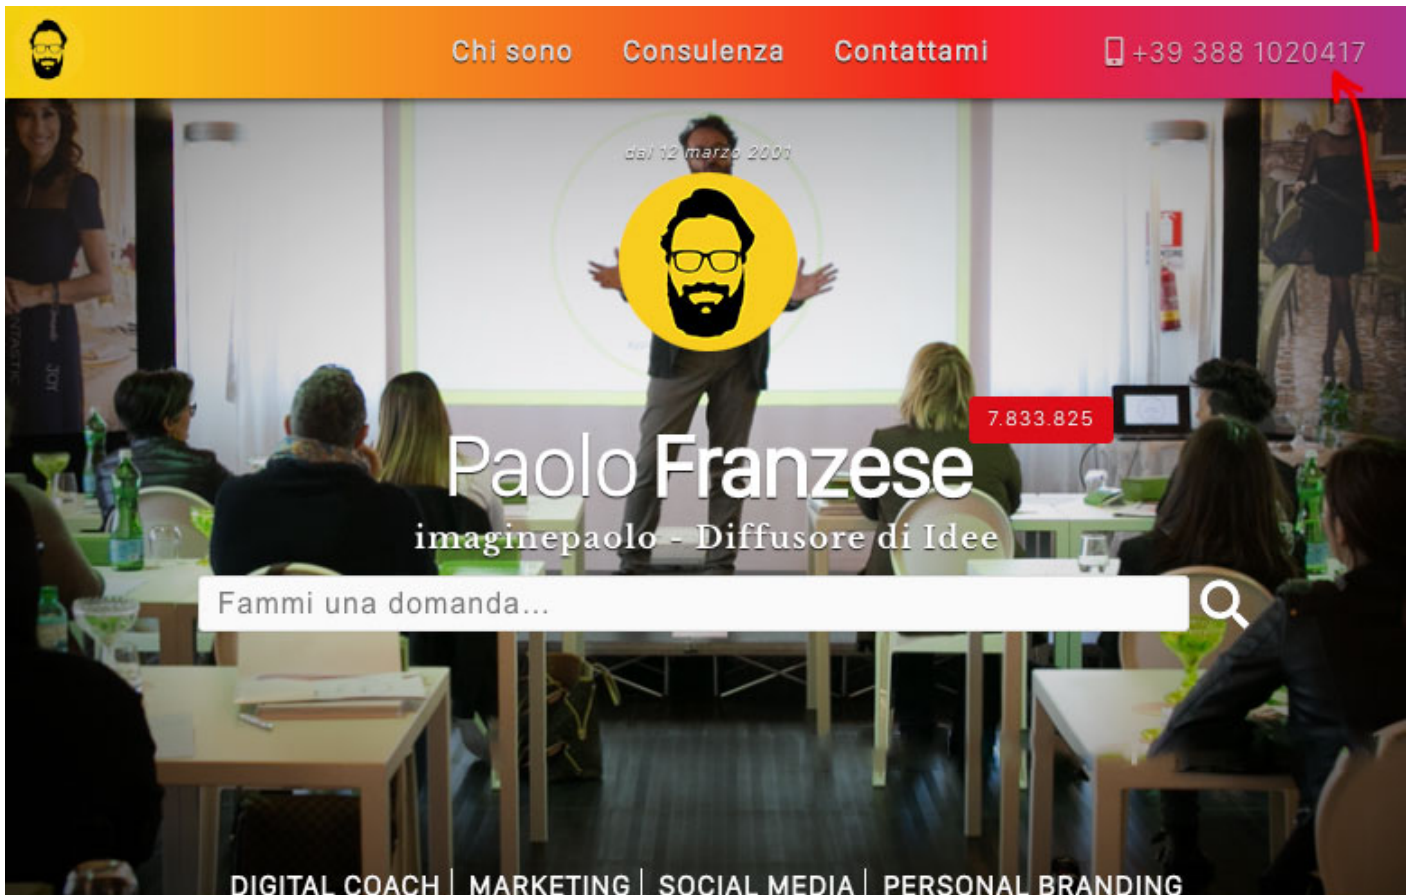 Chi sono Consulenza Contattami +39 388 1020417
dal 12 marzo 2001
7.833.825
Paolo Franzese
imaginepaolo - Diffusore di Idee
Fammi una domanda...
JOY
DIGITAL COACH | MARKETING | SOCIAL MEDIA | PERSONAL BRANDING